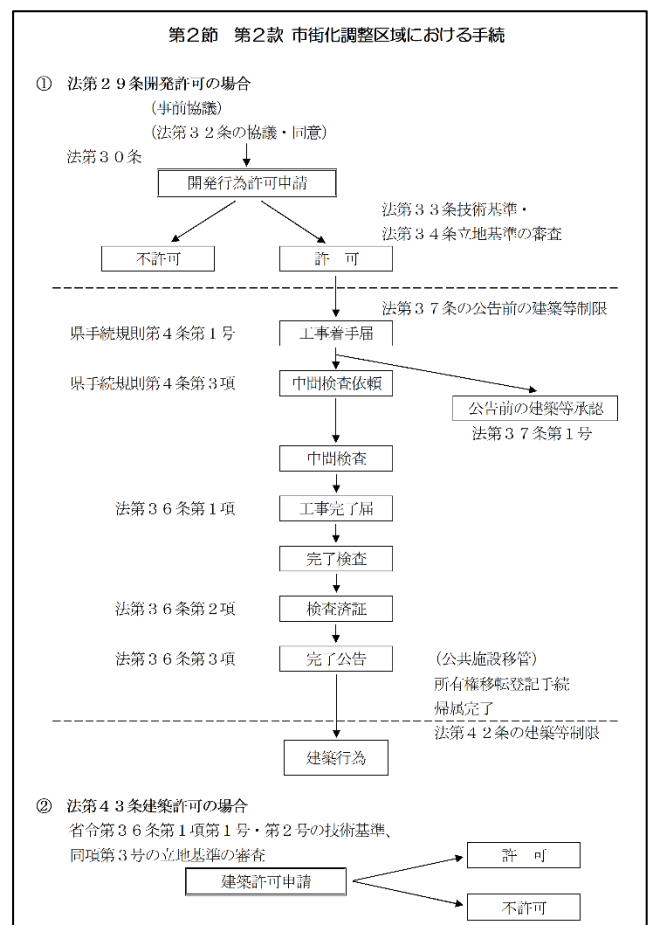 第２節　第２款 市街化調整区域における手続
①　法第２９条開発許可の場合
（事前協議）
（法第３２条の協議・同意）
法第３０条
開発行為許可申請
法第３３条技術基準・
法第３４条立地基準の審査
不許可
許　可
法第３７条の公告前の建築等制限
県手続規則第４条第１号
工事着手届
県手続規則第４条第３項
中間検査依頼
公告前の建築等承認
法第３７条第１号
中間検査
法第３６条第１項
工事完了届
完了検査
法第３６条第２項
検査済証
法第３６条第３項
完了公告
（公共施設移管）
所有権移転登記手続
帰属完了
法第４２条の建築等制限
建築行為
②　法第４３条建築許可の場合
省令第３６条第１項第１号・第２号の技術基準、
同項第３号の立地基準の審査
許　可
建築許可申請
不許可